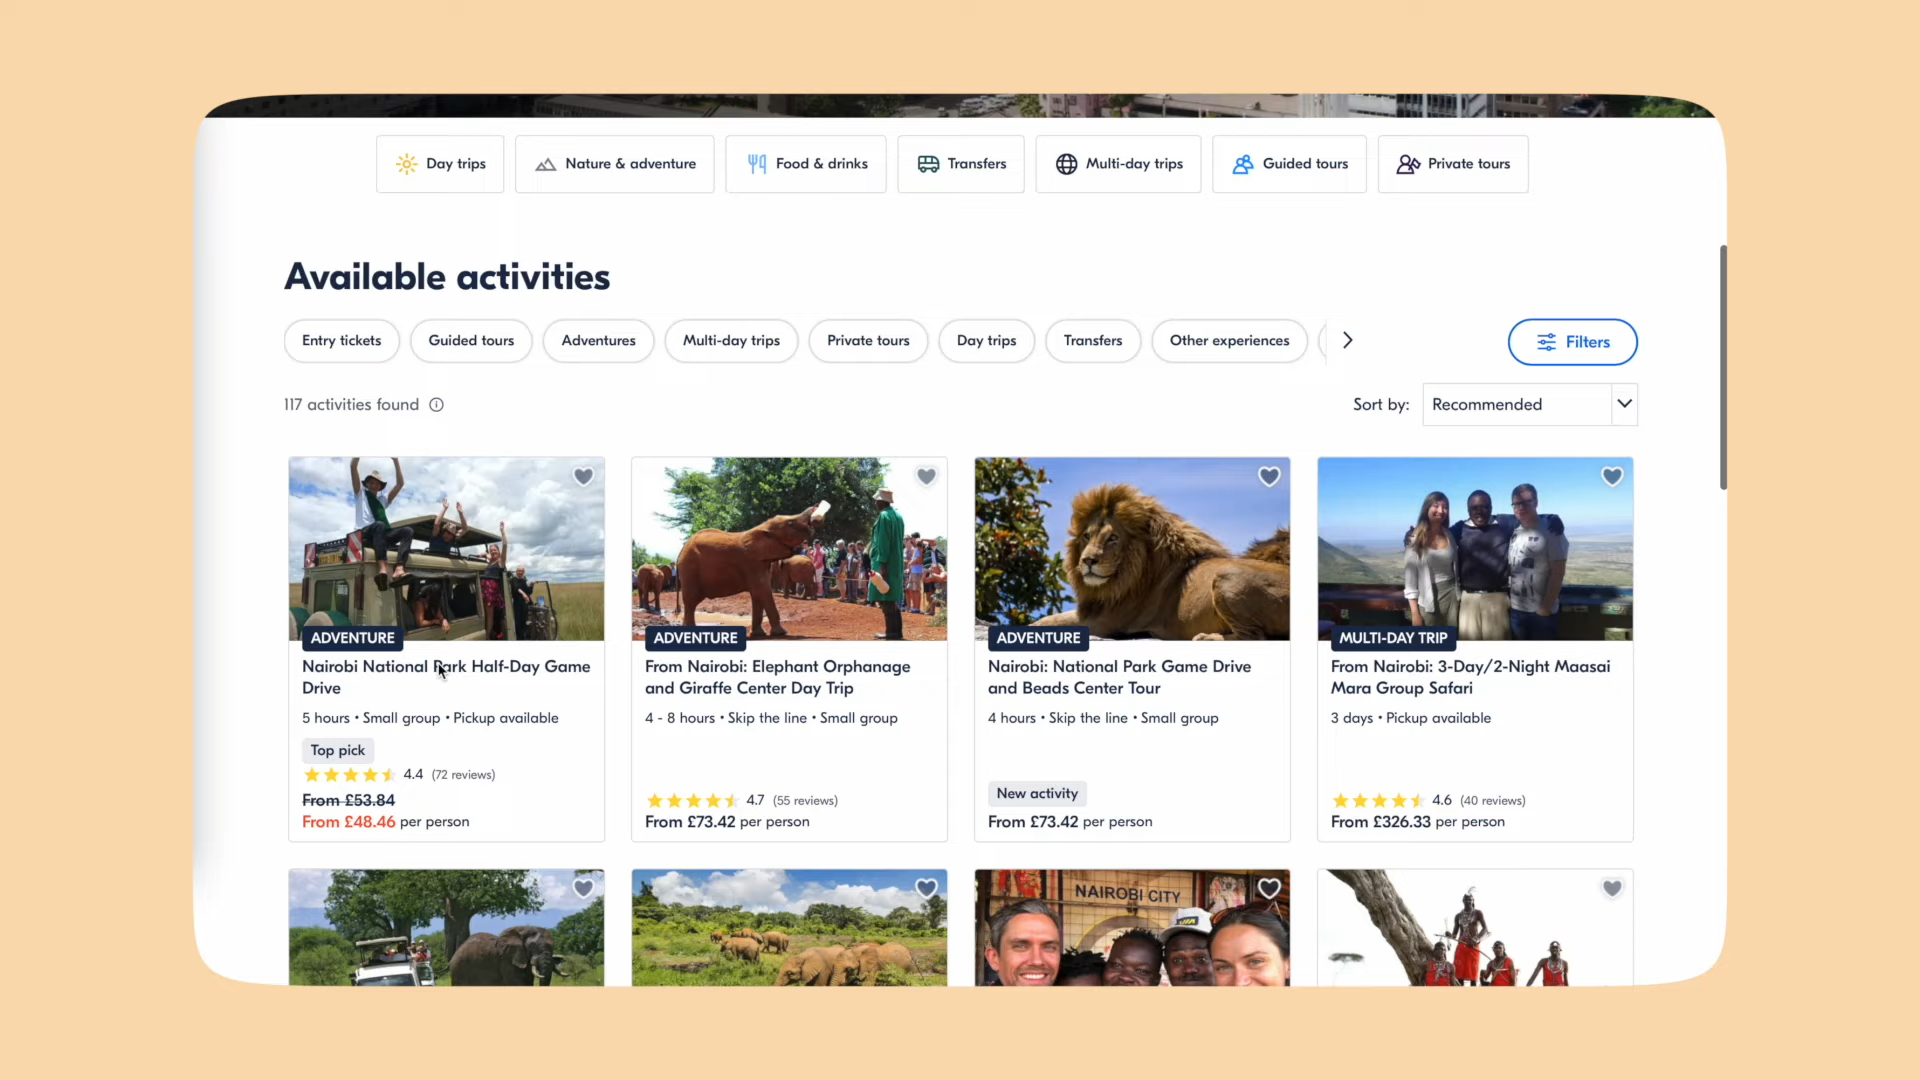 Day trips
Nature & adventure
Food & drinks
Transfers
Multi-day trips
Guided tours
Private tours
Available activities
Entry tickets
Guided tours
Adventures
Multi-day trips
Private tours
Day trips
Transfers
Other experiences
Filters
117 activities found
Sort by:
Recommended
ADVENTURE
Nairobi National Park Half-Day Game
Drive
5 hours • Small group • Pickup available
Top pick
4.4 (72 reviews)
From £53.84
From £48.46 per person
ADVENTURE
From Nairobi: Elephant Orphanage
and Giraffe Center Day Trip
4 - 8 hours • Skip the line • Small group
4.7 (55 reviews)
From £73.42 per person
ADVENTURE
Nairobi: National Park Game Drive
and Beads Center Tour
4 hours • Skip the line • Small group
New activity
From £73.42 per person
MULTI-DAY TRIP
From Nairobi: 3-Day/2-Night Maasai
Mara Group Safari
3 days • Pickup available
4.6 (40 reviews)
From £326.33 per person
NAIROBI CITY